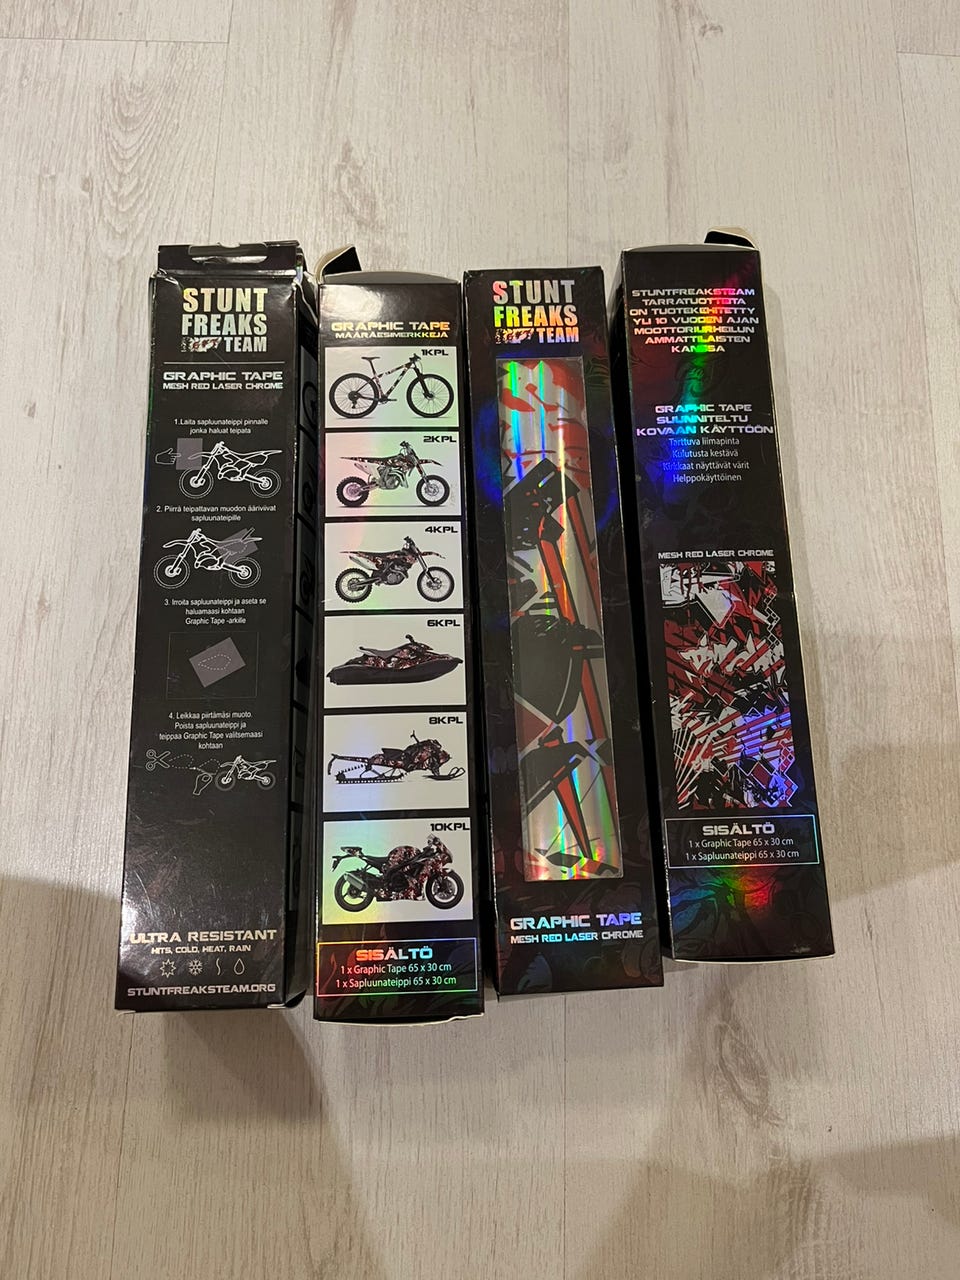 STUNT
FREAKS
TEAM
GRAPHIC TAPE
MESH RED LASER CHROME
1.Laita sapluunateippi pinnalle
jonka haluat teipata
2. Piirrä teipattavan muodon ääriviivat
sapluunateipille
3. Irroita sapluunateippi ja aseta se
haluamaasi kohtaan
Graphic Tape -arkille
4. Leikkaa piirtämäsi muoto.
Poista sapluunateippi ja
teippaa Graphic Tape valitsemaasi
kohtaan
ULTRA RESISTANT
HITS, COLD, HEAT, RAIN
STUNTFREAKSTEAM.ORG
GRAPHIC TAPE
MÄÄRÄESIMERKKEJÄ
1KPL
2KPL
4KPL
6KPL
8KPL
10KPL
SISÄLTÖ
1 x Graphic Tape 65 x 30 cm
1 x Sapluunateippi 65 x 30 cm
STUNT
FREAKS
TEAM
GRAPHIC TAPE
MESH RED LASER CHROME
STUNTFREAKSTEAM
TARRATUOTTEITA
ON TUOTEKEHITETTY
YLI 10 VUODEN AJAN
MOOTTORIURHEILUN
AMMATTILAISTEN
KANSSA
GRAPHIC TAPE
SUUNNITELTU
KOVAAN KÄYTTÖÖN
Tarttuva liimapinta
Kulutusta kestävä
Kirkkaat näyttävät värit
Helppokäyttöinen
MESH RED LASER CHROME
SISÄLTÖ
1 x Graphic Tape 65 x 30 cm
1 x Sapluunateippi 65 x 30 cm